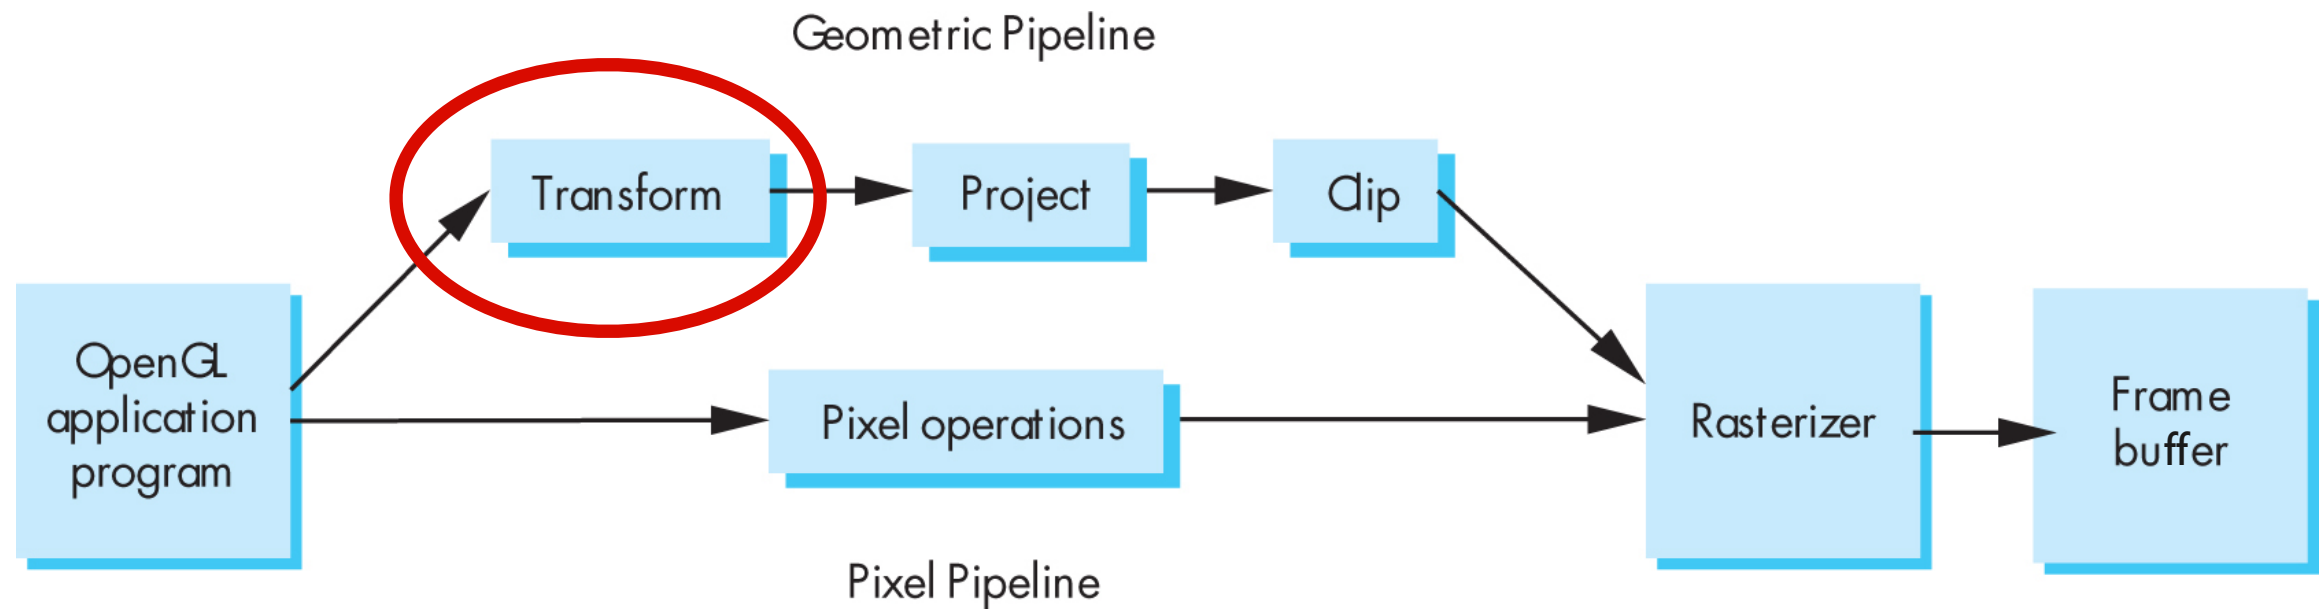 Geometric Pipeline
Transform
Project
Clip
OpenGL
application
program
Pixel operations
Rasterizer
Frame
buffer
Pixel Pipeline